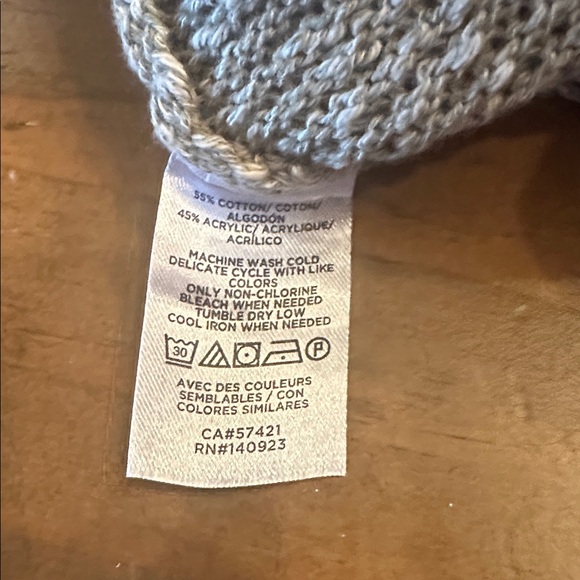 55% COTTON/ COTON/
ALGODÓN
45% ACRYLIC/ ACRYLIQUE/
ACRÍLICO
MACHINE WASH COLD
DELICATE CYCLE WITH LIKE
COLORS
ONLY NON-CHLORINE
BLEACH WHEN NEEDED
TUMBLE DRY LOW
COOL IRON WHEN NEEDED
30 P
AVEC DES COULEURS
SEMBLABLES / CON
COLORES SIMILARES
CA#57421
RN#140923